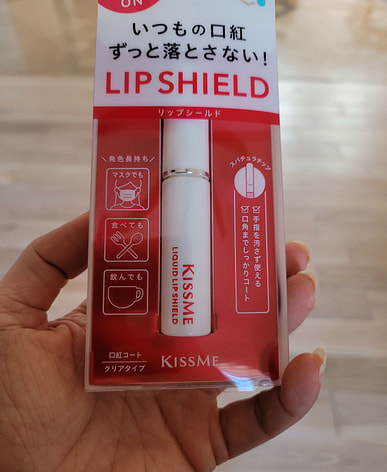 ON
いつもの口紅
ずっと落とさない!
LIP SHIELD
リップシールド
発色長持ち
マスクでも
食べても
飲んでも
口紅コート
クリアタイプ
KISSME
LIQUID LIP SHIELD
スパチュラチップ
手指を汚さず使える
口角までしっかりコート
KISSME